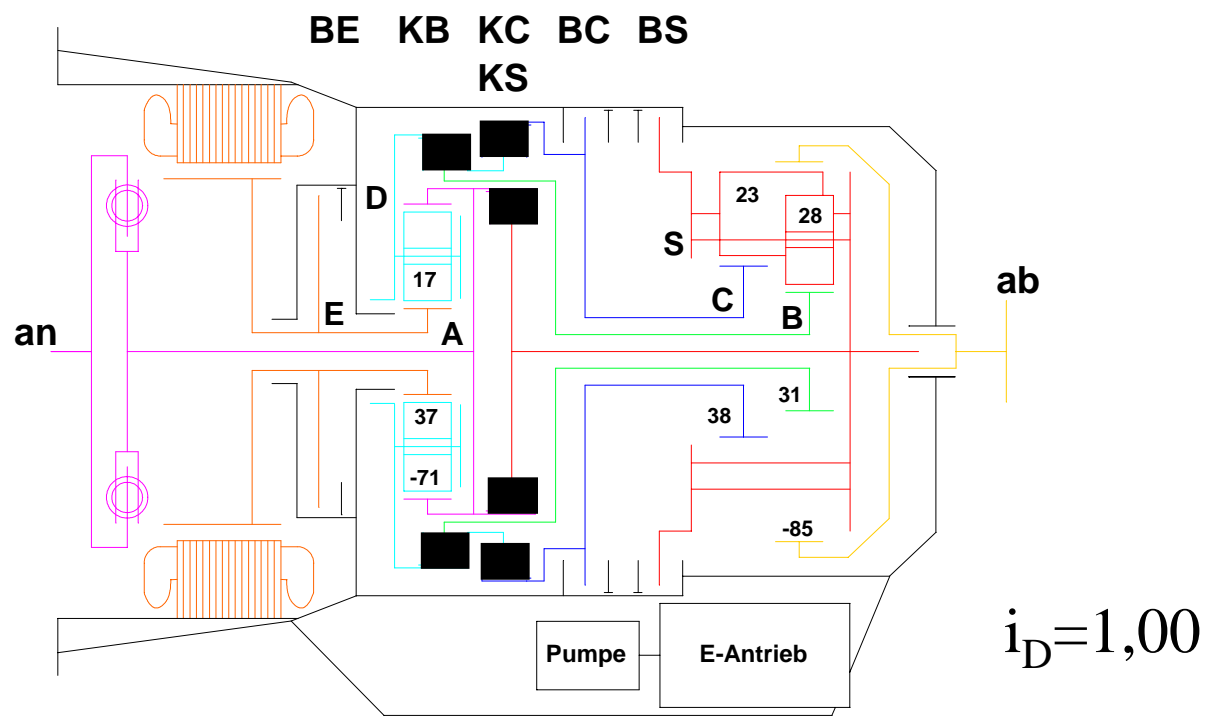 BE KB KC BC BS
KS
D
23
28
S
17
C
B
ab
E
an
A
31
37
38
-71
-85
Pumpe
E-Antrieb
i_D=1,00